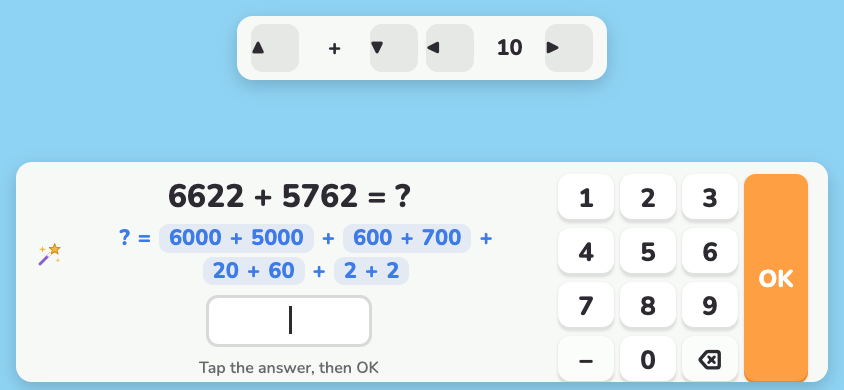 ▲ + ▼ ◀ 10 ▶
6622 + 5762 = ?
? = 6000 + 5000 + 600 + 700 +
20 + 60 + 2 + 2
Tap the answer, then OK
1 2 3
4 5 6
7 8 9
– 0
OK